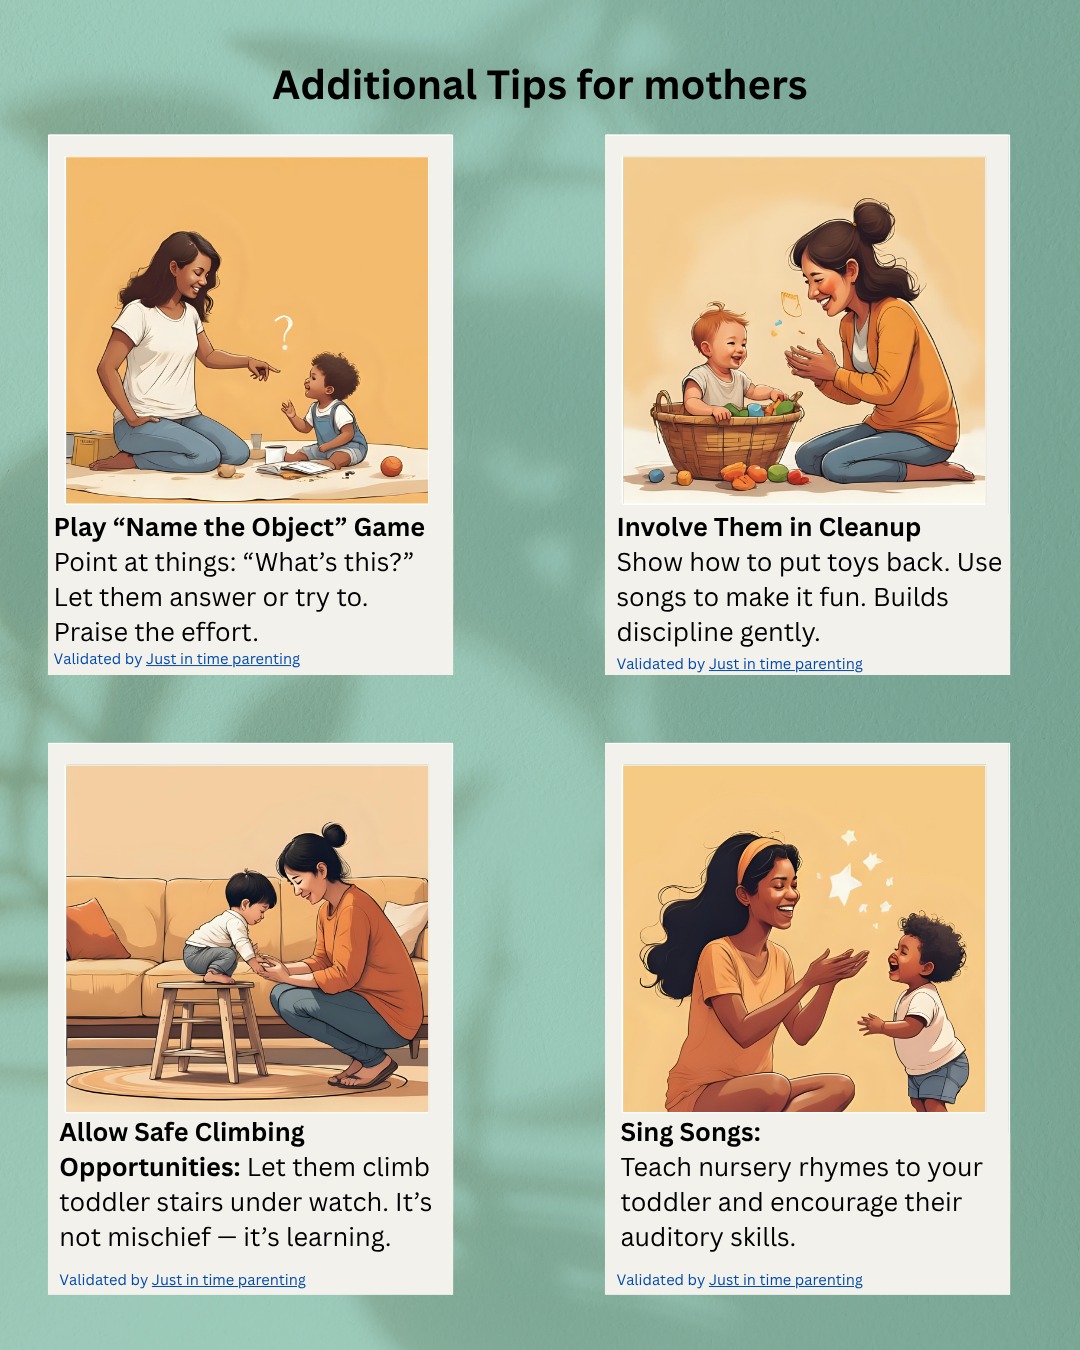 Additional Tips for mothers
Play “Name the Object” Game
Point at things: “What’s this?”
Let them answer or try to.
Praise the effort.
Validated by Just in time parenting
Involve Them in Cleanup
Show how to put toys back. Use
songs to make it fun. Builds
discipline gently.
Validated by Just in time parenting
Allow Safe Climbing
Opportunities: Let them climb
toddler stairs under watch. It’s
not mischief — it’s learning.
Validated by Just in time parenting
Sing Songs:
Teach nursery rhymes to your
toddler and encourage their
auditory skills.
Validated by Just in time parenting